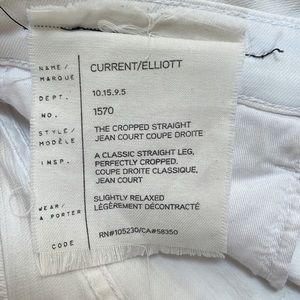 NAME/
MARQUE
CURRENT/ELLIOTT
DEPT.
10.15.9.5
NO.
1570
STYLE/
MODÈLE
THE CROPPED STRAIGHT
JEAN COURT COUPE DROITE
INSP.
A CLASSIC STRAIGHT LEG,
PERFECTLY CROPPED.
COUPE DROITE CLASSIQUE,
JEAN COURT
WEAR/
A PORTER
SLIGHTLY RELAXED
LÉGÈREMENT DÉCONTRACTÉ
CODE
RN#105230/CA#58350